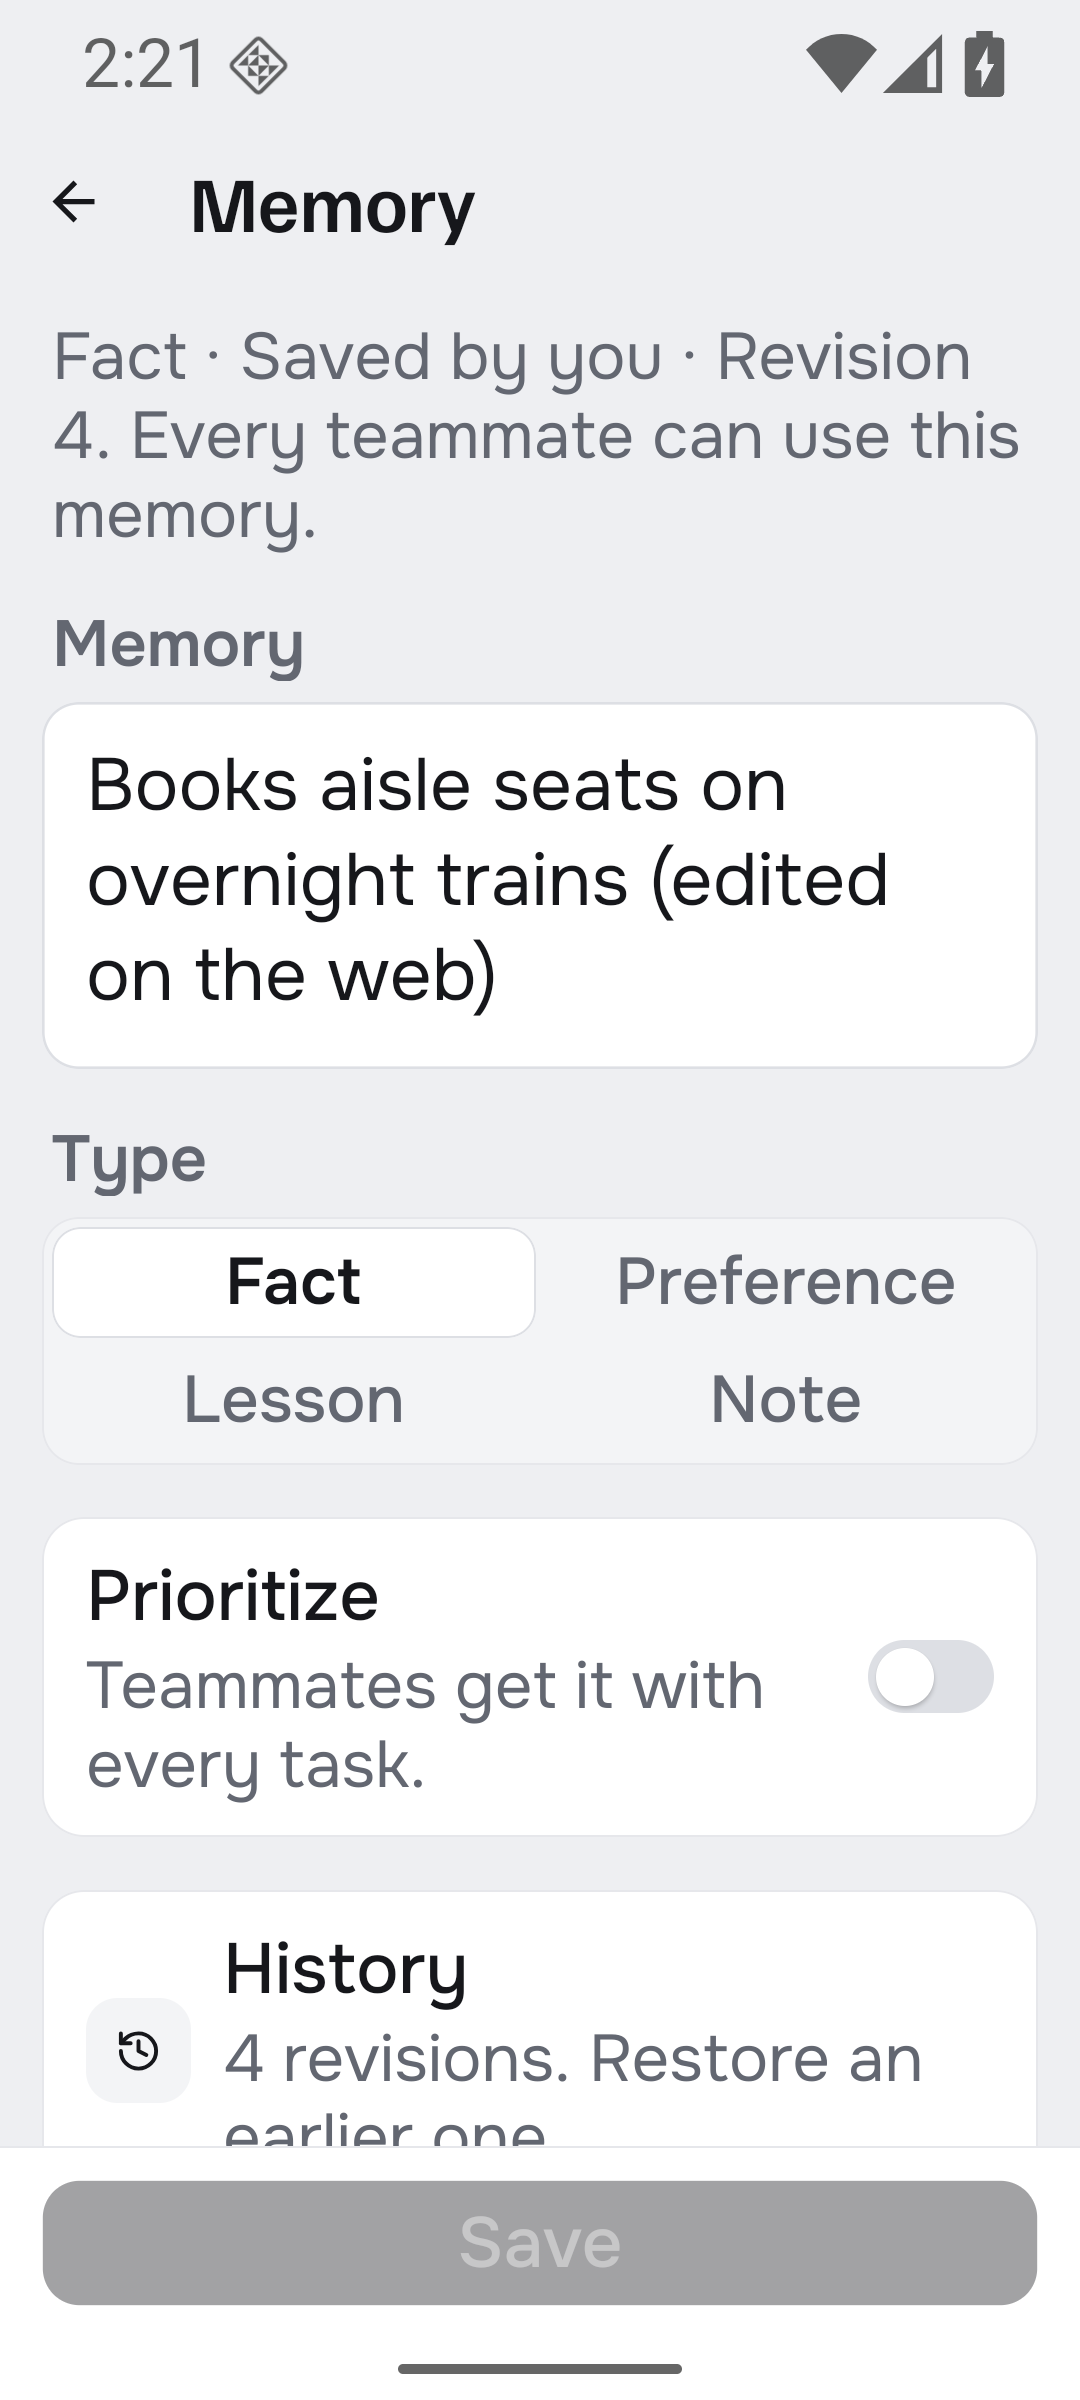 2:21
Memory
Fact · Saved by you · Revision
4. Every teammate can use this
memory.
Memory
Books aisle seats on
overnight trains (edited
on the web)
Type
Fact
Preference
Lesson
Note
Prioritize
Teammates get it with
every task.
History
4 revisions. Restore an
earlier one
Save